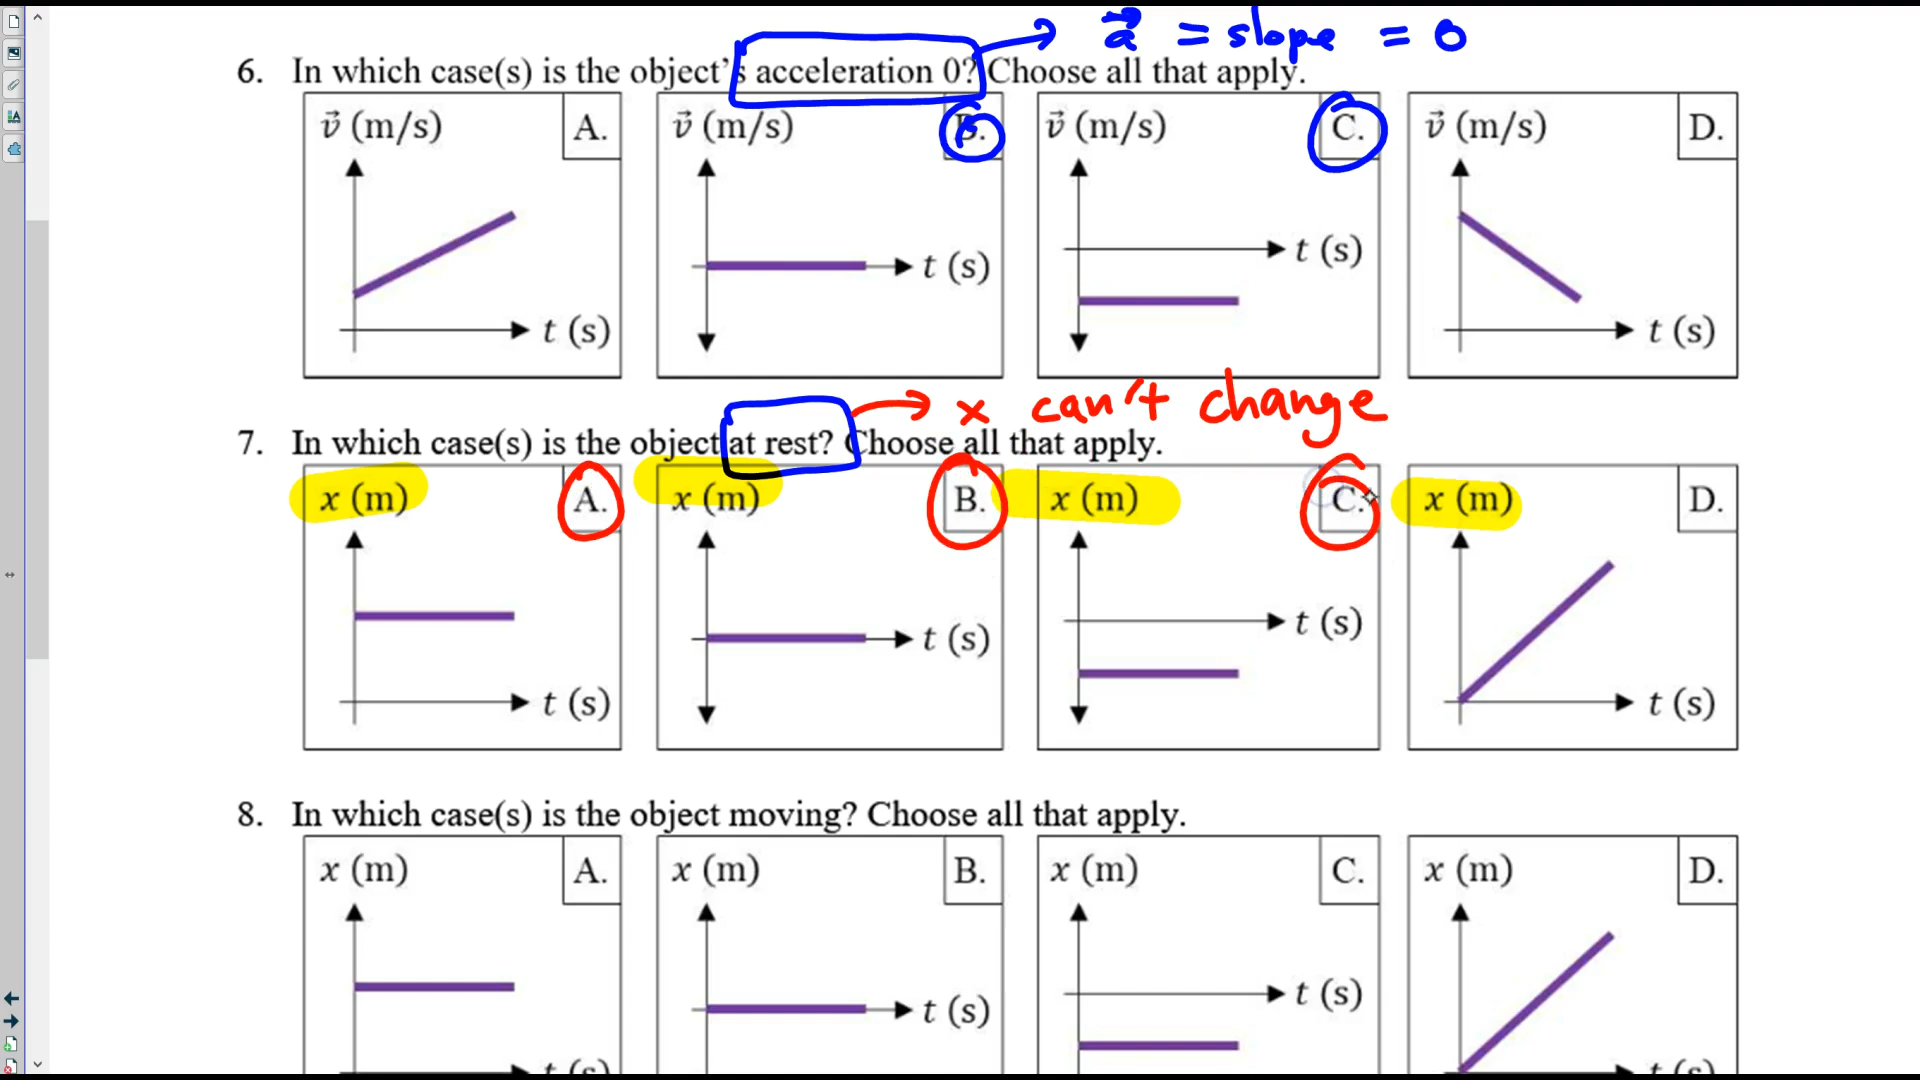 a⃗ = slope = 0
6. In which case(s) is the object's acceleration 0? Choose all that apply.
v⃗ (m/s) A. v⃗ (m/s) B. v⃗ (m/s) C. v⃗ (m/s) D.
t (s) t (s) t (s) t (s)
x can't change
7. In which case(s) is the object at rest? Choose all that apply.
x (m) A. x (m) B. x (m) C. x (m) D.
t (s) t (s) t (s) t (s)
8. In which case(s) is the object moving? Choose all that apply.
x (m) A. x (m) B. x (m) C. x (m) D.
t (s) t (s)
t (s) t (s)